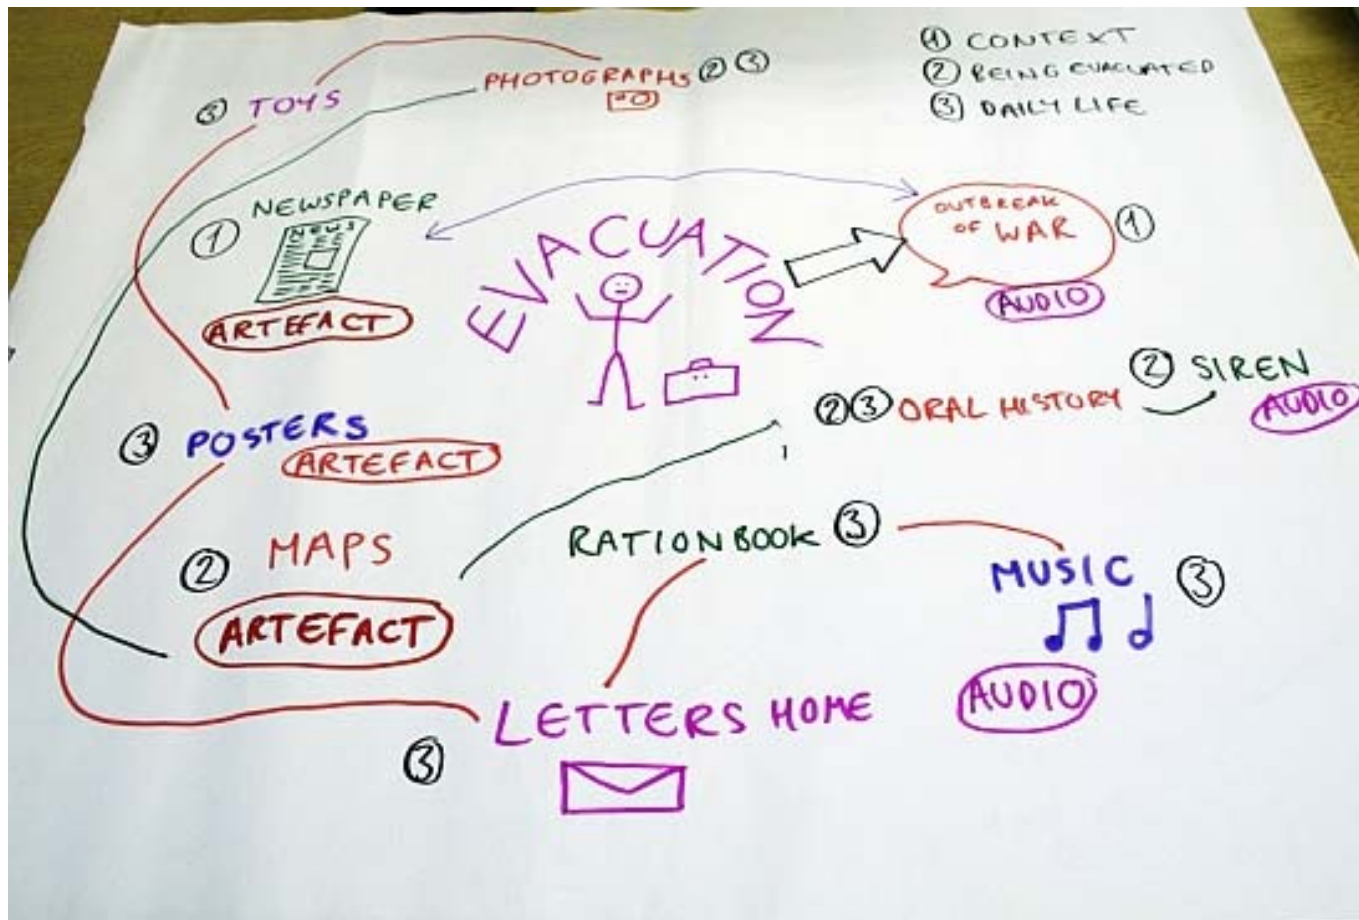 ① CONTEXT
② BEING EVACUATED
③ DAILY LIFE
PHOTOGRAPHS ② ③
③ TOYS
NEWSPAPER
①
NEWS
ARTEFACT
EVACUATION
OUTBREAK
OF WAR
①
AUDIO
② SIREN
AUDIO
②③ ORAL HISTORY
③ POSTERS
ARTEFACT
② MAPS
ARTEFACT
RATION BOOK ③
MUSIC ③
AUDIO
LETTERS HOME
③